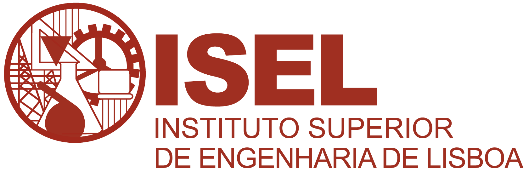 ISEL
INSTITUTO SUPERIOR
DE ENGENHARIA DE LISBOA